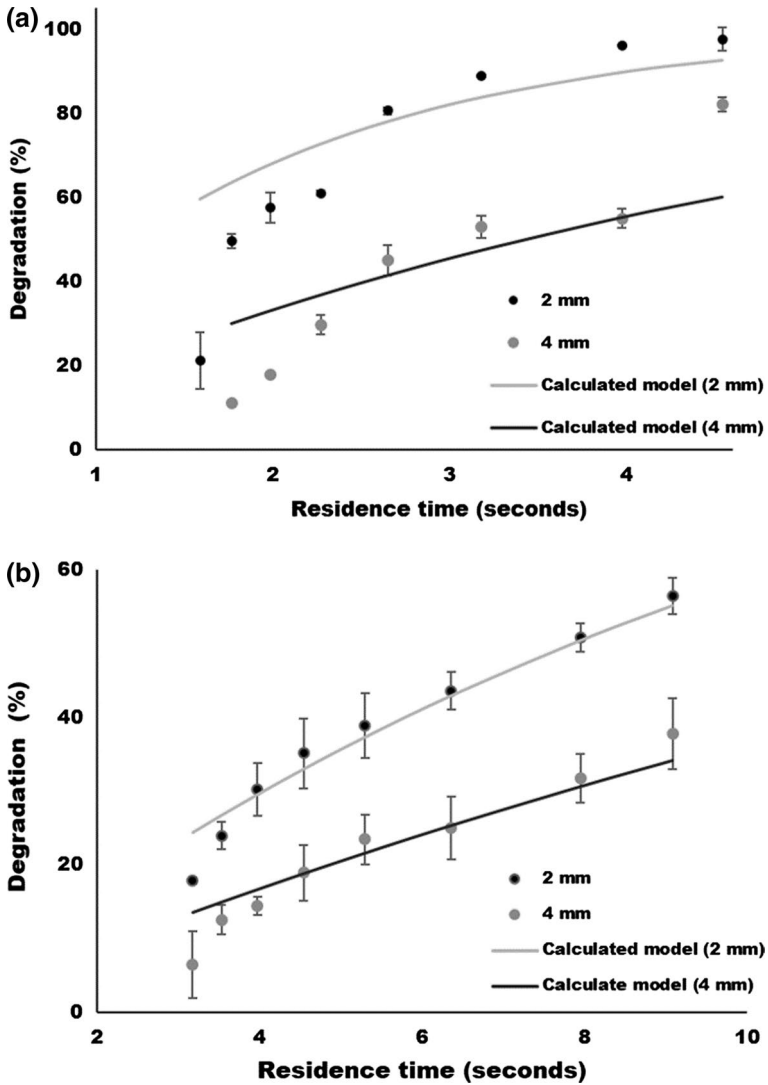 (a)
100
80
60
40
20
0
Degradation (%)
2 mm
4 mm
Calculated model (2 mm)
Calculated model (4 mm)
1 2 3 4
Residence time (seconds)
(b)
60
40
20
0
Degradation (%)
2 mm
4 mm
Calculated model (2 mm)
Calculate model (4 mm)
2 4 6 8 10
Residence time (seconds)